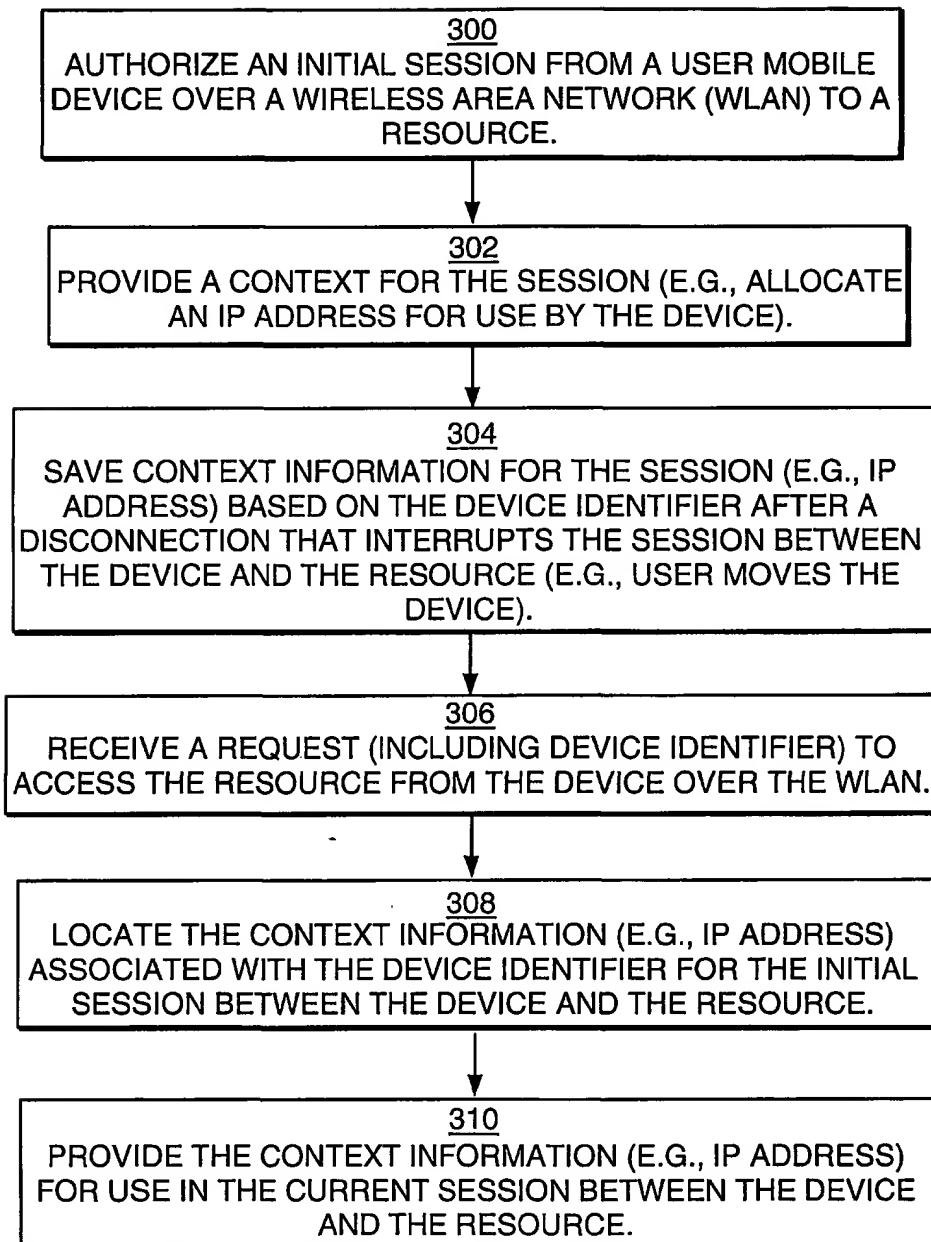 300
AUTHORIZE AN INITIAL SESSION FROM A USER MOBILE
DEVICE OVER A WIRELESS AREA NETWORK (WLAN) TO A
RESOURCE.
302
PROVIDE A CONTEXT FOR THE SESSION (E.G., ALLOCATE
AN IP ADDRESS FOR USE BY THE DEVICE).
304
SAVE CONTEXT INFORMATION FOR THE SESSION (E.G., IP
ADDRESS) BASED ON THE DEVICE IDENTIFIER AFTER A
DISCONNECTION THAT INTERRUPTS THE SESSION BETWEEN
THE DEVICE AND THE RESOURCE (E.G., USER MOVES THE
DEVICE).
306
RECEIVE A REQUEST (INCLUDING DEVICE IDENTIFIER) TO
ACCESS THE RESOURCE FROM THE DEVICE OVER THE WLAN.
308
LOCATE THE CONTEXT INFORMATION (E.G., IP ADDRESS)
ASSOCIATED WITH THE DEVICE IDENTIFIER FOR THE INITIAL
SESSION BETWEEN THE DEVICE AND THE RESOURCE.
310
PROVIDE THE CONTEXT INFORMATION (E.G., IP ADDRESS)
FOR USE IN THE CURRENT SESSION BETWEEN THE DEVICE
AND THE RESOURCE.